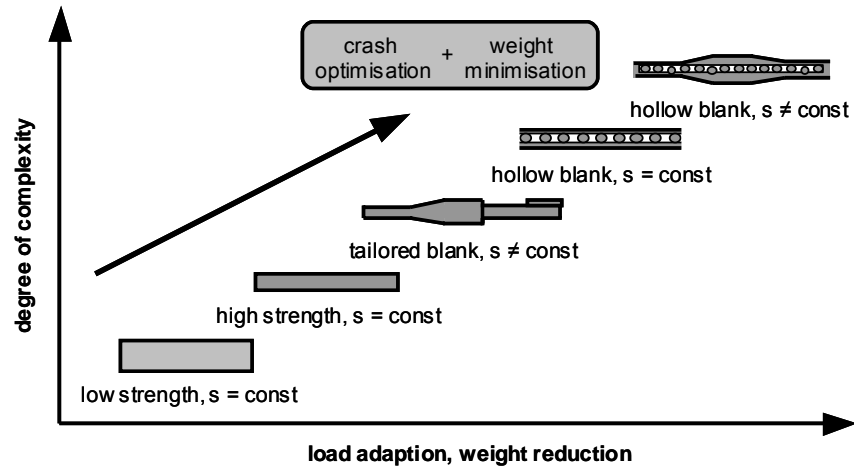 crash + weight
optimisation minimisation
hollow blank, s ≠ const
hollow blank, s = const
tailored blank, s ≠ const
high strength, s = const
low strength, s = const
degree of complexity
load adaption, weight reduction